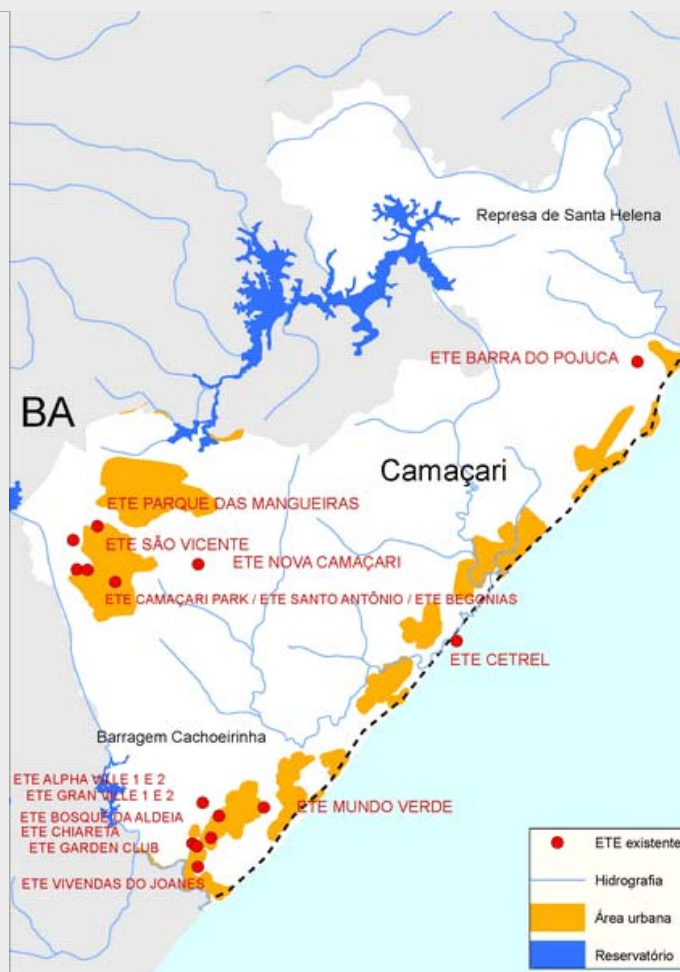 Represa de Santa Helena
ETE BARRA DO POJUCA
BA
Camaçari
ETE PARQUE DAS MANGUEIRAS
ETE SÃO VICENTE
ETE NOVA CAMAÇARI
ETE CAMAÇARI PARK / ETE SANTO ANTÔNIO / ETE BEGONIAS
ETE CETREL
Barragem Cachoeirinha
ETE ALPHA VILLE 1 E 2
ETE GRAN VILLE 1 E 2
ETE MUNDO VERDE
ETE BOSQUE DA ALDEIA
ETE CHIARETA
ETE GARDEN CLUB
ETE VIVENDAS DO JOANES
ETE existente
Hidrografia
Área urbana
Reservatório